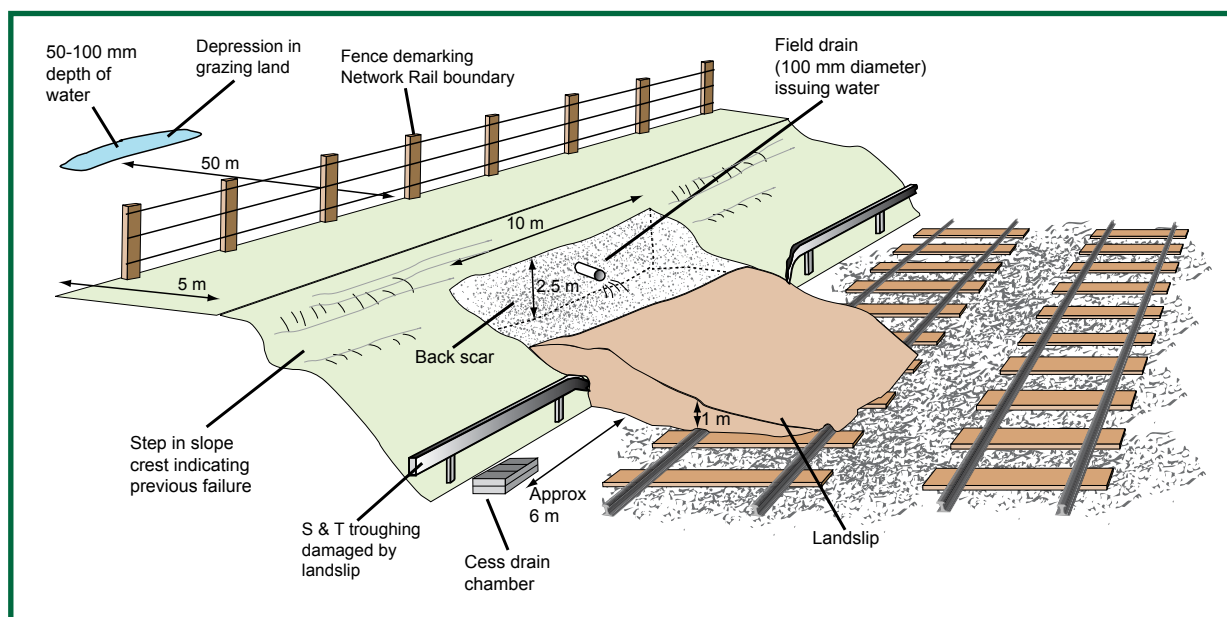 50-100 mm
depth of
water
Depression in
grazing land
Fence demarking
Network Rail boundary
Field drain
(100 mm diameter)
issuing water
50 m
10 m
5 m
2.5 m
Back scar
1 m
Step in slope
crest indicating
previous failure
S & T troughing
damaged by
landslip
Cess drain
chamber
Approx
6 m
Landslip